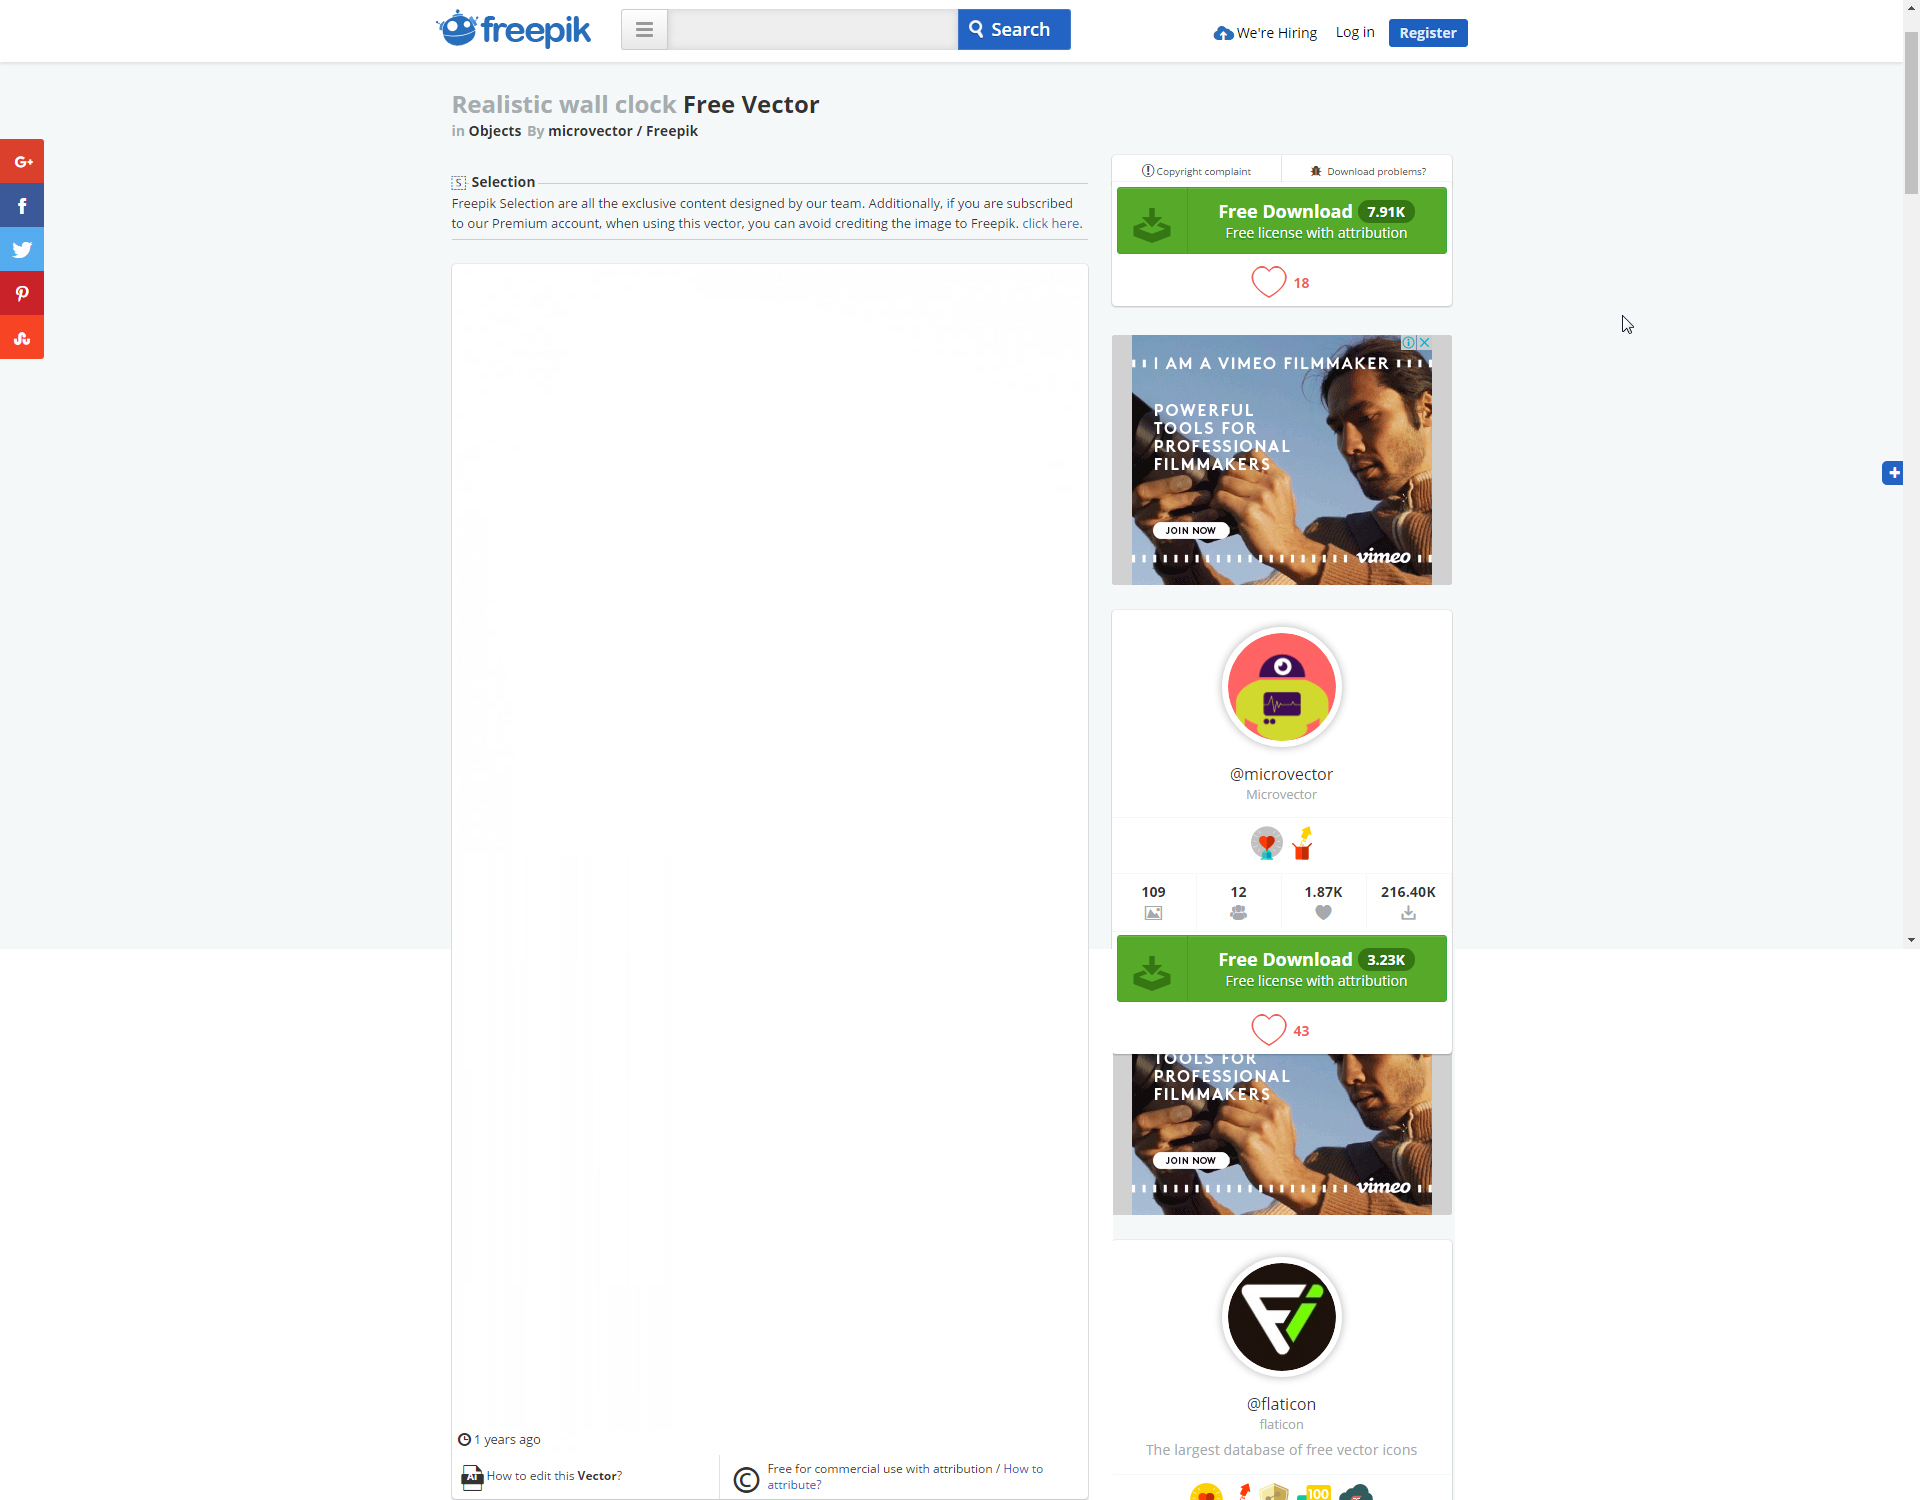 freepik
Search
We're Hiring
Log in
Register
Realistic wall clock Free Vector
in Objects By microvector / Freepik
G+
S Selection
Freepik Selection are all the exclusive content designed by our team. Additionally, if you are subscribed
to our Premium account, when using this vector, you can avoid crediting the image to Freepik. click here.
Copyright complaint
Download problems?
Free Download 7.91K
Free license with attribution
18
I AM A VIMEO FILMMAKER
POWERFUL
TOOLS FOR
PROFESSIONAL
FILMMAKERS
JOIN NOW
vimeo
@microvector
Microvector
109
12
1.87K
216.40K
Free Download 3.23K
Free license with attribution
43
TOOLS FOR
PROFESSIONAL
FILMMAKERS
JOIN NOW
vimeo
@flaticon
flaticon
The largest database of free vector icons
100
1 years ago
AI How to edit this Vector?
© Free for commercial use with attribution / How to
attribute?